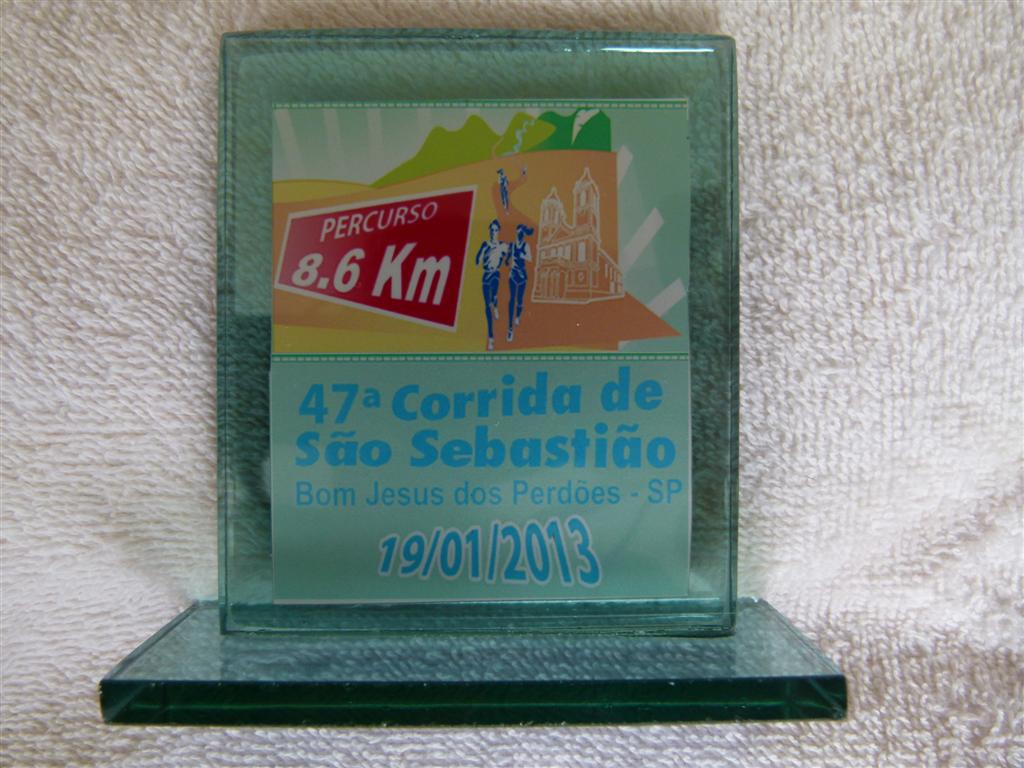 PERCURSO
8.6 Km
47ª Corrida de
São Sebastião
Bom Jesus dos Perdões - SP
19/01/2013